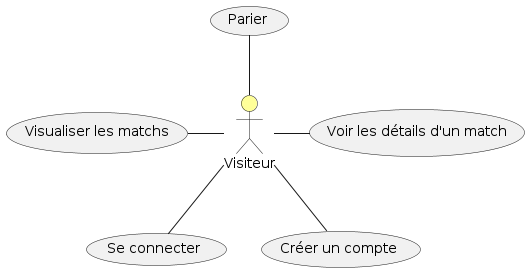 Parier
Visualiser les matchs
Voir les détails d'un match
Visiteur
Se connecter
Créer un compte